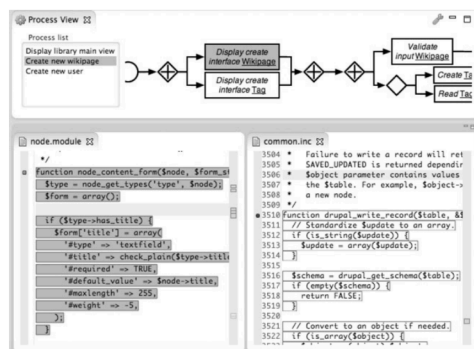 Process View
Process list
Display library main view
Create new wikipage
Create new user
Display create
interface Wikipage
Display create
interface Tag
Validate
input Wikipage
Create Ta
Read Tag
node.module
*/
function node_content_form($node, $form_st
$type = node_get_types('type', $node);
$form = array();
if ($type->has_title) {
$form['title'] = array(
'#type' => 'textfield',
'#title' => check_plain($type->title
'#required' => TRUE,
'#default_value' => $node->title,
'#maxlength' => 255,
'#weight' => -5,
);
}
common.inc
3504 * Failure to write a record will ret
3505 * SAVED_UPDATED is returned dependin
3506 * $object parameter contains values
3507 * the $table. For example, $object->
3508 * a new node.
3509 */
3510 function drupal_write_record($table, &$
3511 // Standardize $update to an array.
3512 if (is_string($update)) {
3513 $update = array($update);
3514 }
3515
3516 $schema = drupal_get_schema($table);
3517 if (empty($schema)) {
3518 return FALSE;
3519 }
3520
3521
3522 // Convert to an object if needed.
3532 if (is_array($object)) {